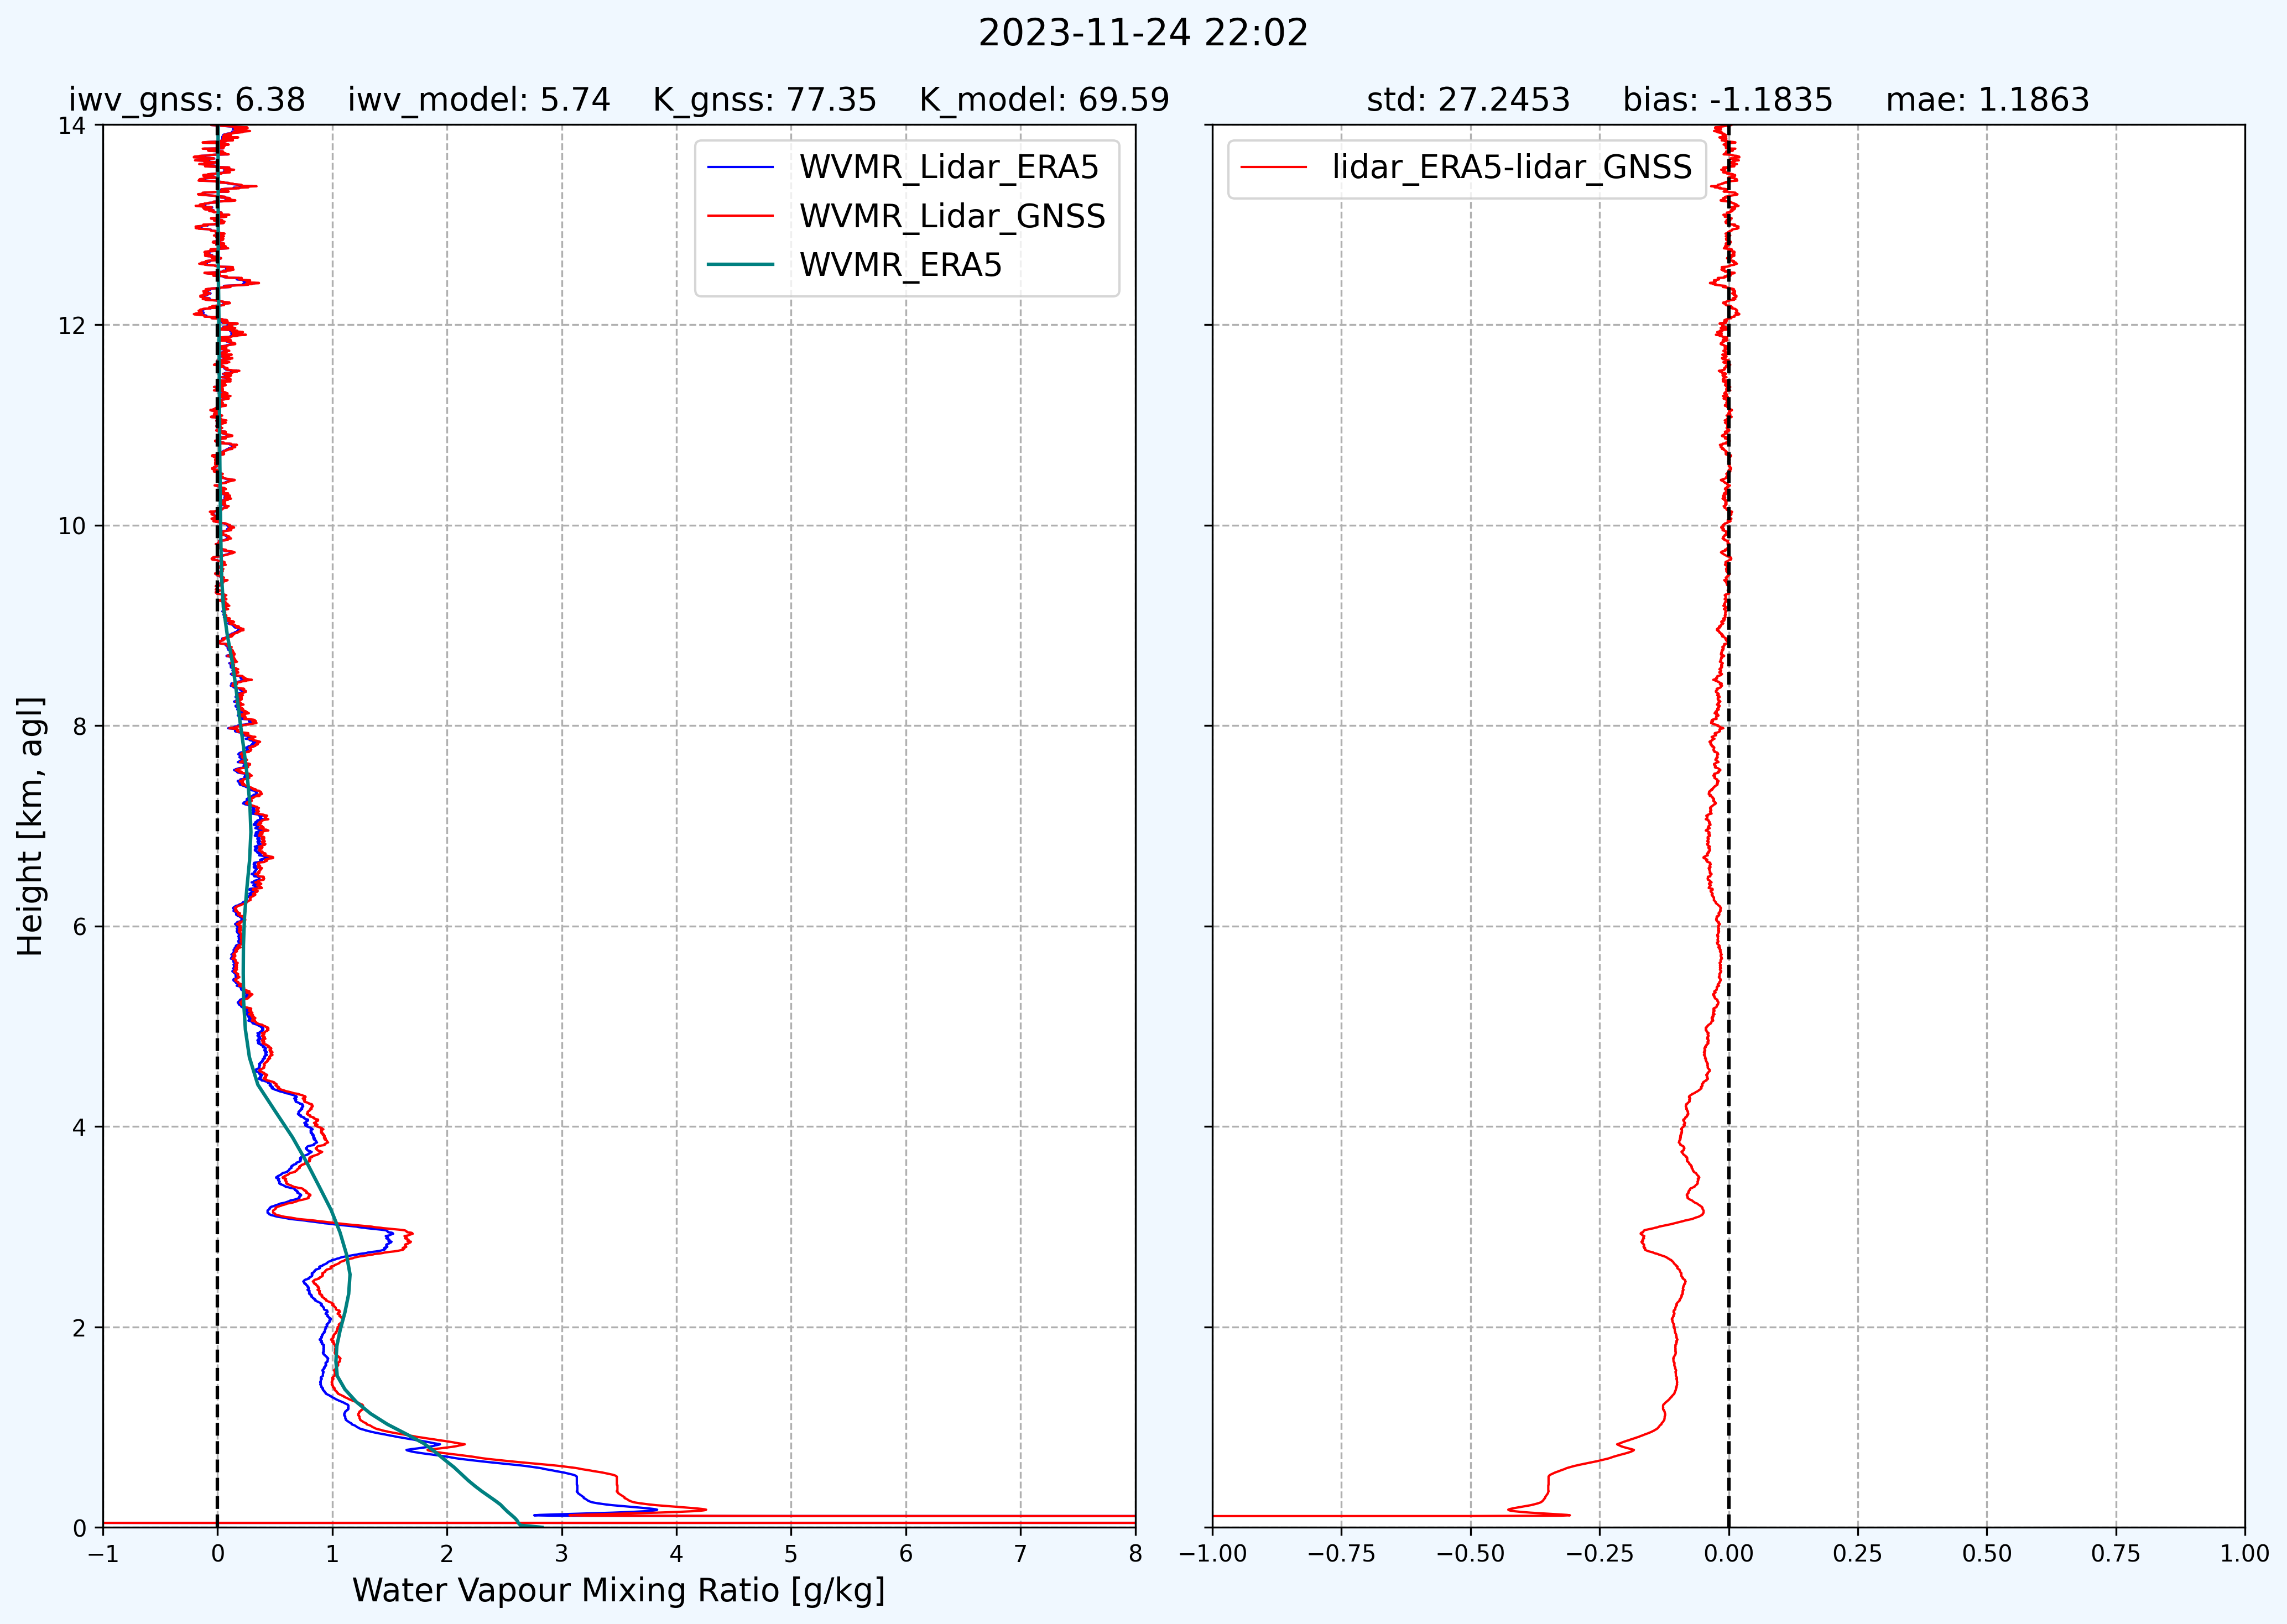 2023-11-24 22:02
iwv_gnss: 6.38 iwv_model: 5.74 K_gnss: 77.35 K_model: 69.59
std: 27.2453 bias: -1.1835 mae: 1.1863
WVMR_Lidar_ERA5
WVMR_Lidar_GNSS
WVMR_ERA5
lidar_ERA5-lidar_GNSS
14
12
10
8
6
4
2
0
Height [km, agl]
−1 0 1 2 3 4 5 6 7 8
−1.00 −0.75 −0.50 −0.25 0.00 0.25 0.50 0.75 1.00
Water Vapour Mixing Ratio [g/kg]